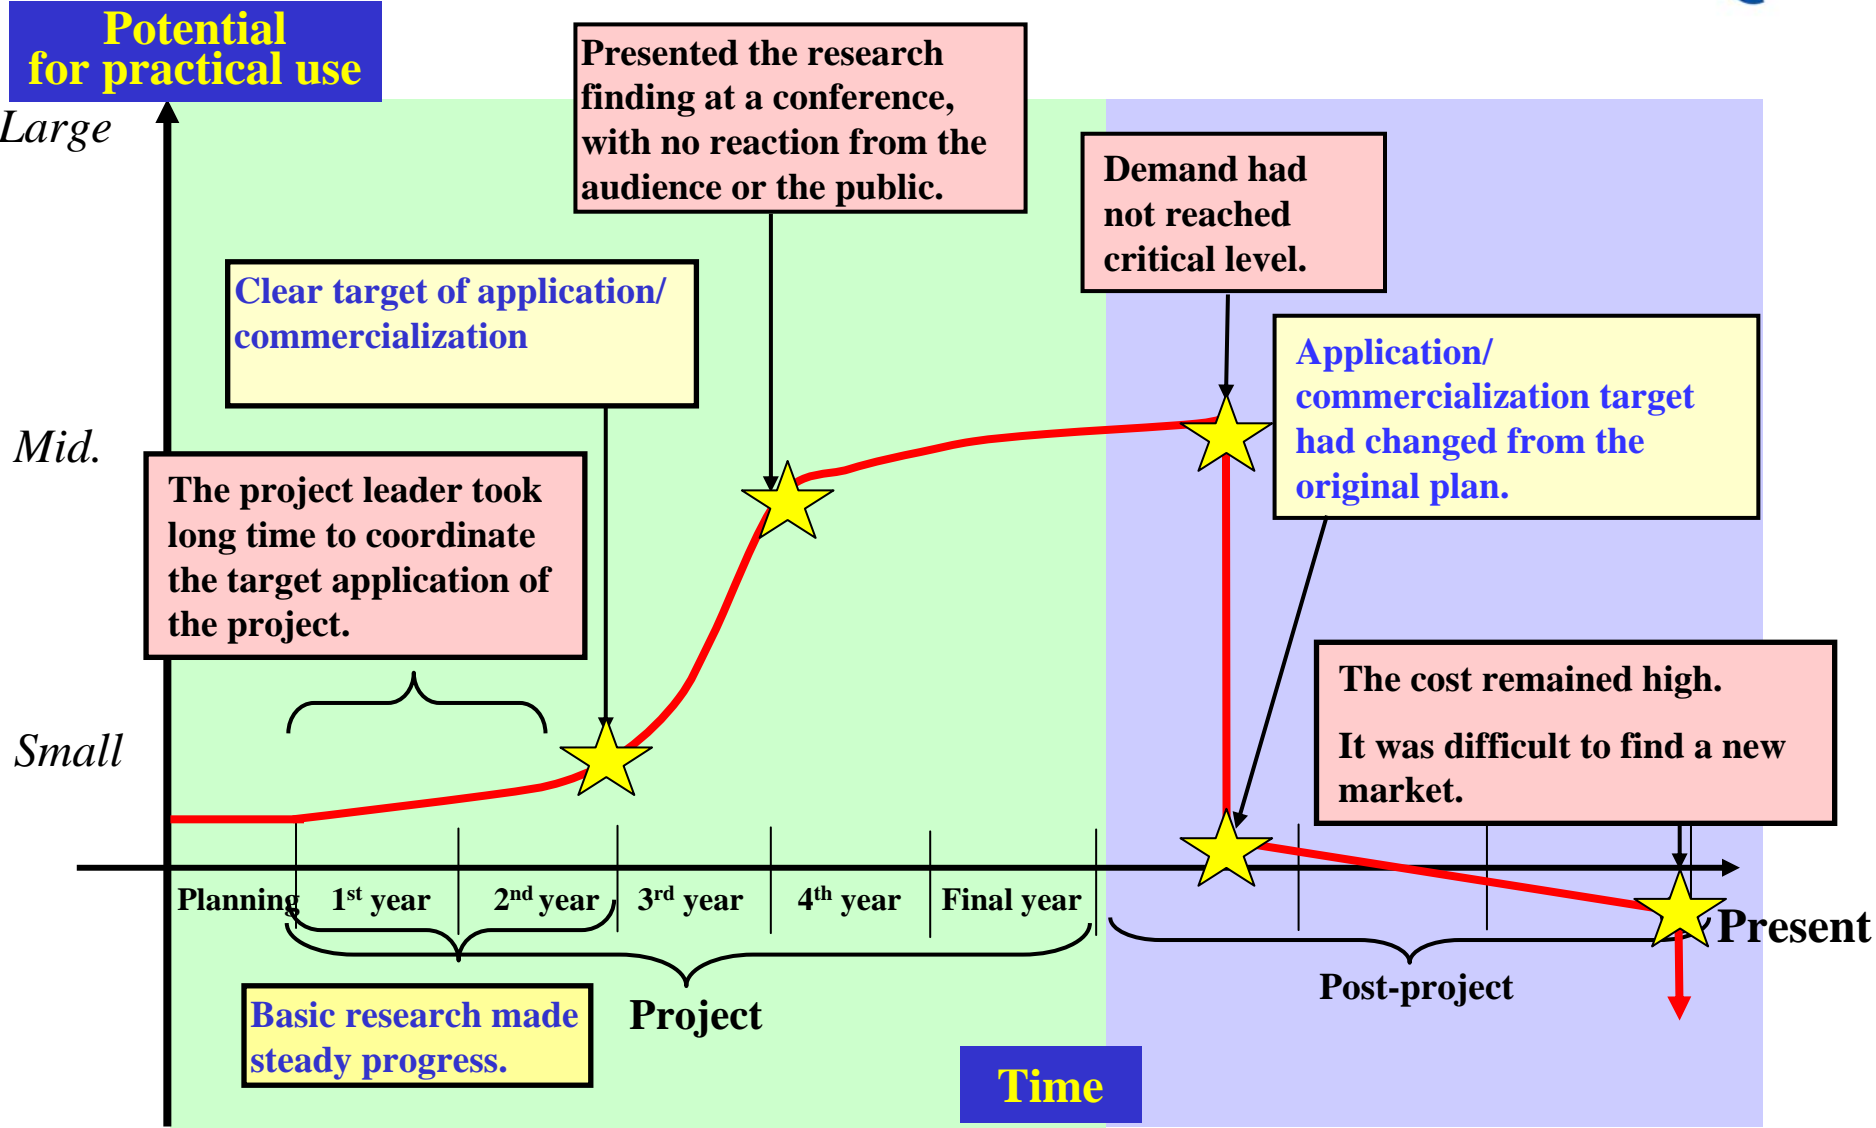 Potential
for practical use
Large
Mid.
Small
Presented the research
finding at a conference,
with no reaction from the
audience or the public.
Demand had
not reached
critical level.
Clear target of application/
commercialization
Application/
commercialization target
had changed from the
original plan.
The project leader took
long time to coordinate
the target application of
the project.
The cost remained high.
It was difficult to find a new
market.
Planning 1st year 2nd year 3rd year 4th year Final year
Present
Post-project
Project
Basic research made
steady progress.
Time